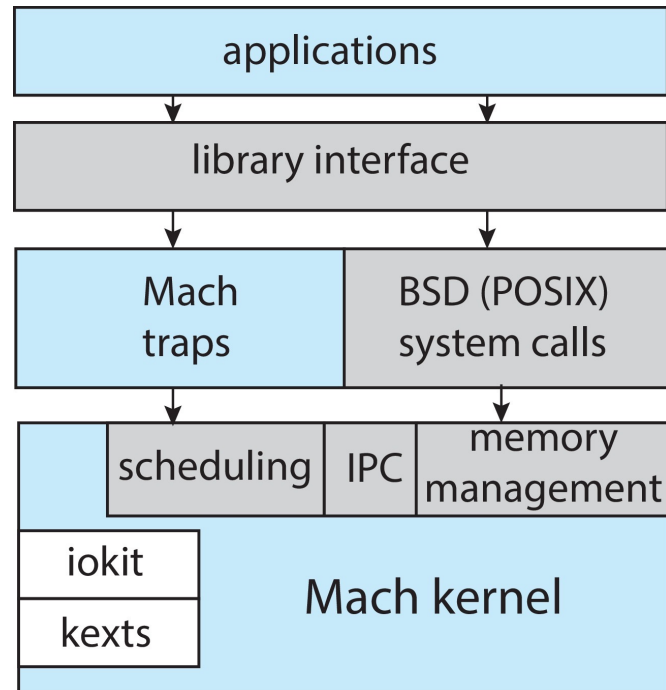 applications
library interface
Mach
traps
BSD (POSIX)
system calls
scheduling
IPC
memory
management
iokit
kexts
Mach kernel